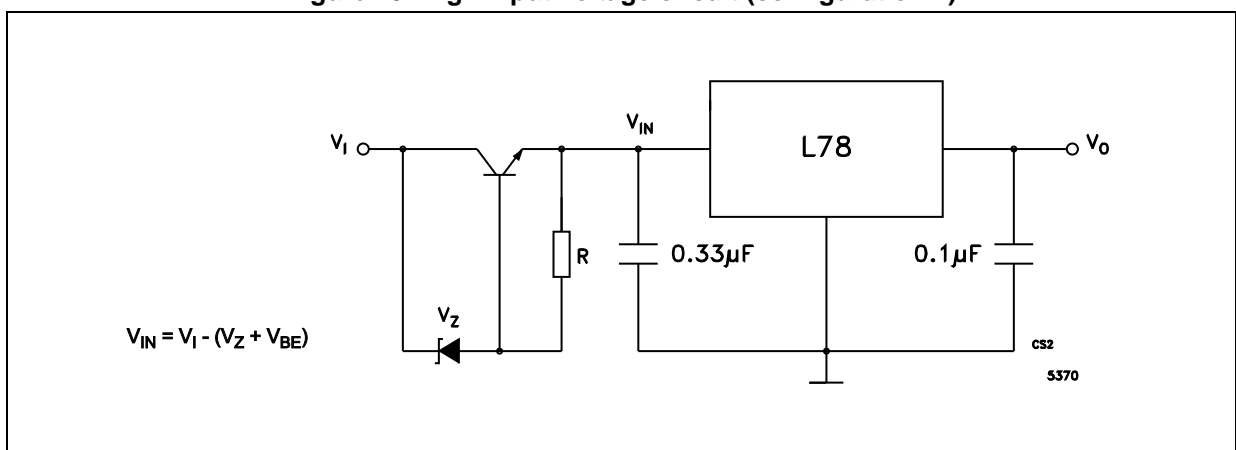 V_I
V_IN
L78
V_O
R
0.33µF
0.1µF
V_Z
V_IN = V_I - (V_Z + V_BE)
CS2
5370